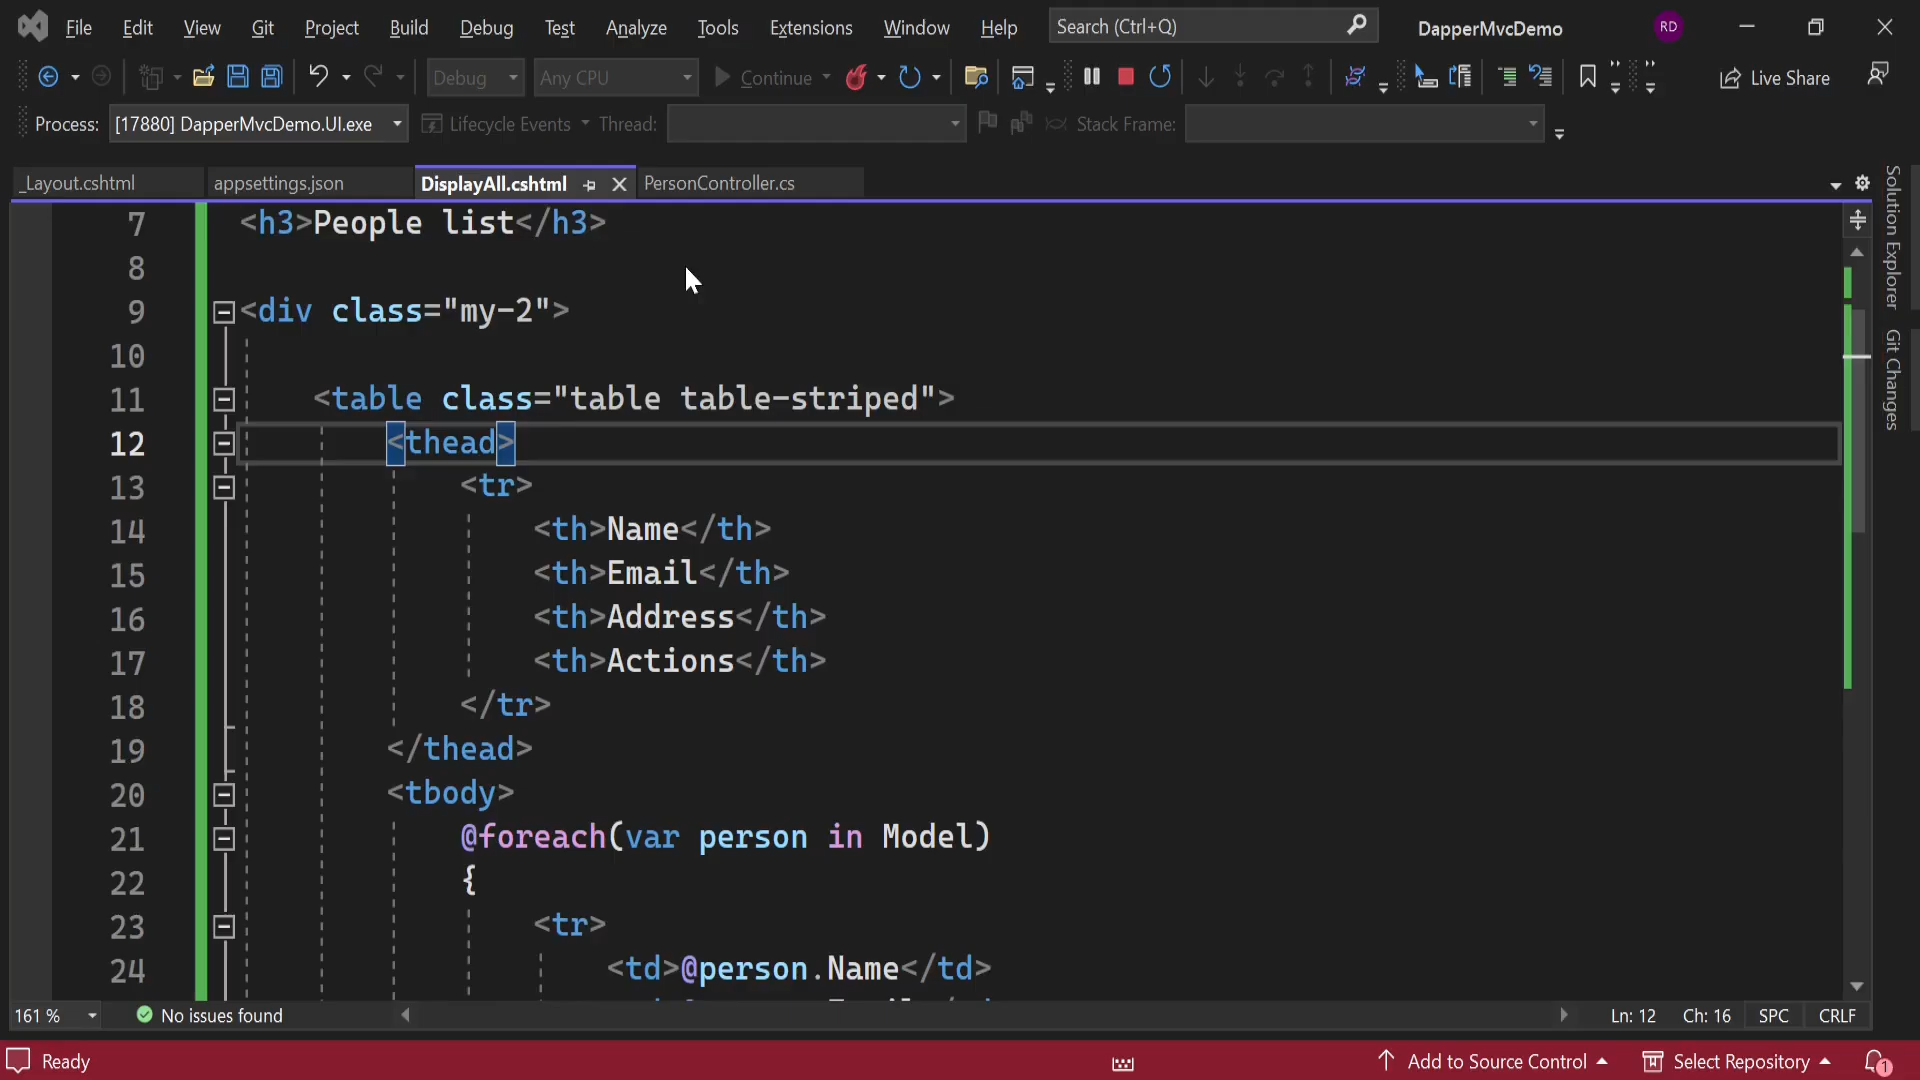 File Edit View Git Project Build Debug Test Analyze Tools Extensions Window Help Search (Ctrl+Q) DapperMvcDemo RD
Debug Any CPU Continue Live Share
Process: [17880] DapperMvcDemo.UI.exe Lifecycle Events Thread: Stack Frame:
_Layout.cshtml appsettings.json DisplayAll.cshtml PersonController.cs
Solution Explorer
Git Changes
7 <h3>People list</h3>
8
9 <div class="my-2">
10
11 <table class="table table-striped">
12 <thead>
13 <tr>
14 <th>Name</th>
15 <th>Email</th>
16 <th>Address</th>
17 <th>Actions</th>
18 </tr>
19 </thead>
20 <tbody>
21 @foreach(var person in Model)
22 {
23 <tr>
24 <td>@person.Name</td>
161 % No issues found Ln: 12 Ch: 16 SPC CRLF
Ready Add to Source Control Select Repository 1